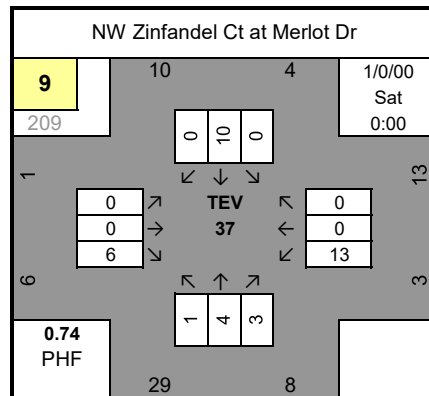 NW Zinfandel Ct at Merlot Dr
9
209
10
4
1/0/00
Sat
0:00
0 10 0
↙ ↓ ↘
1
13
0 ↗
0 →
6 ↘
TEV
37
↖ 0
← 0
↙ 13
6
3
↖ ↑ ↗
1 4 3
0.74
PHF
29
8